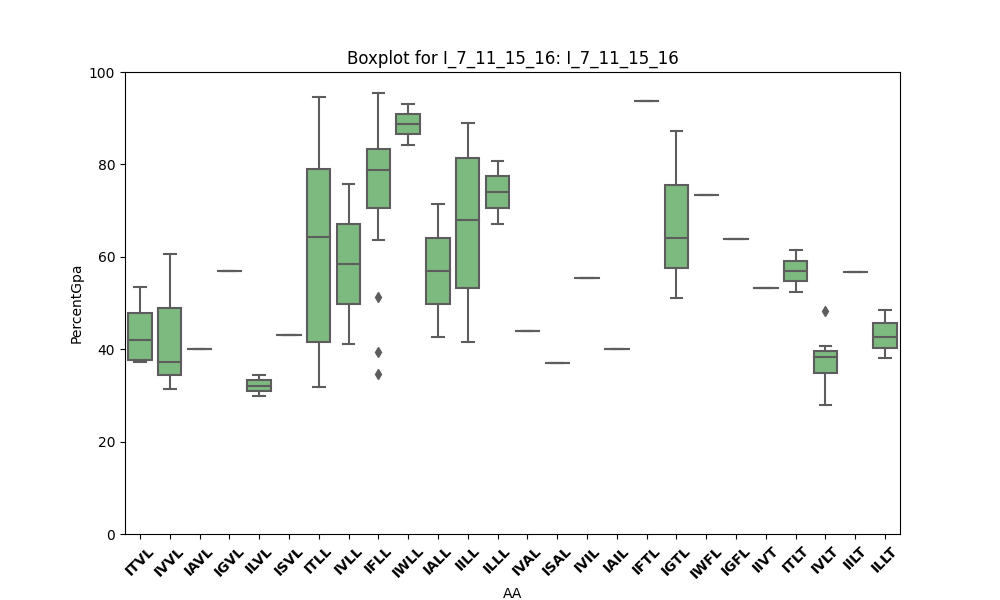 Boxplot for I_7_11_15_16: I_7_11_15_16
100
80
60
40
20
0
PercentGpa
ITVL IVVL IAVL IGVL ILVL ISVL ITLL IVLL IFLL IWLL IALL IILL ILLL IVAL ISAL IVIL IAIL IFTL IGTL IWFL IGFL IIVT ITLT IVLT IILT ILLT
AA